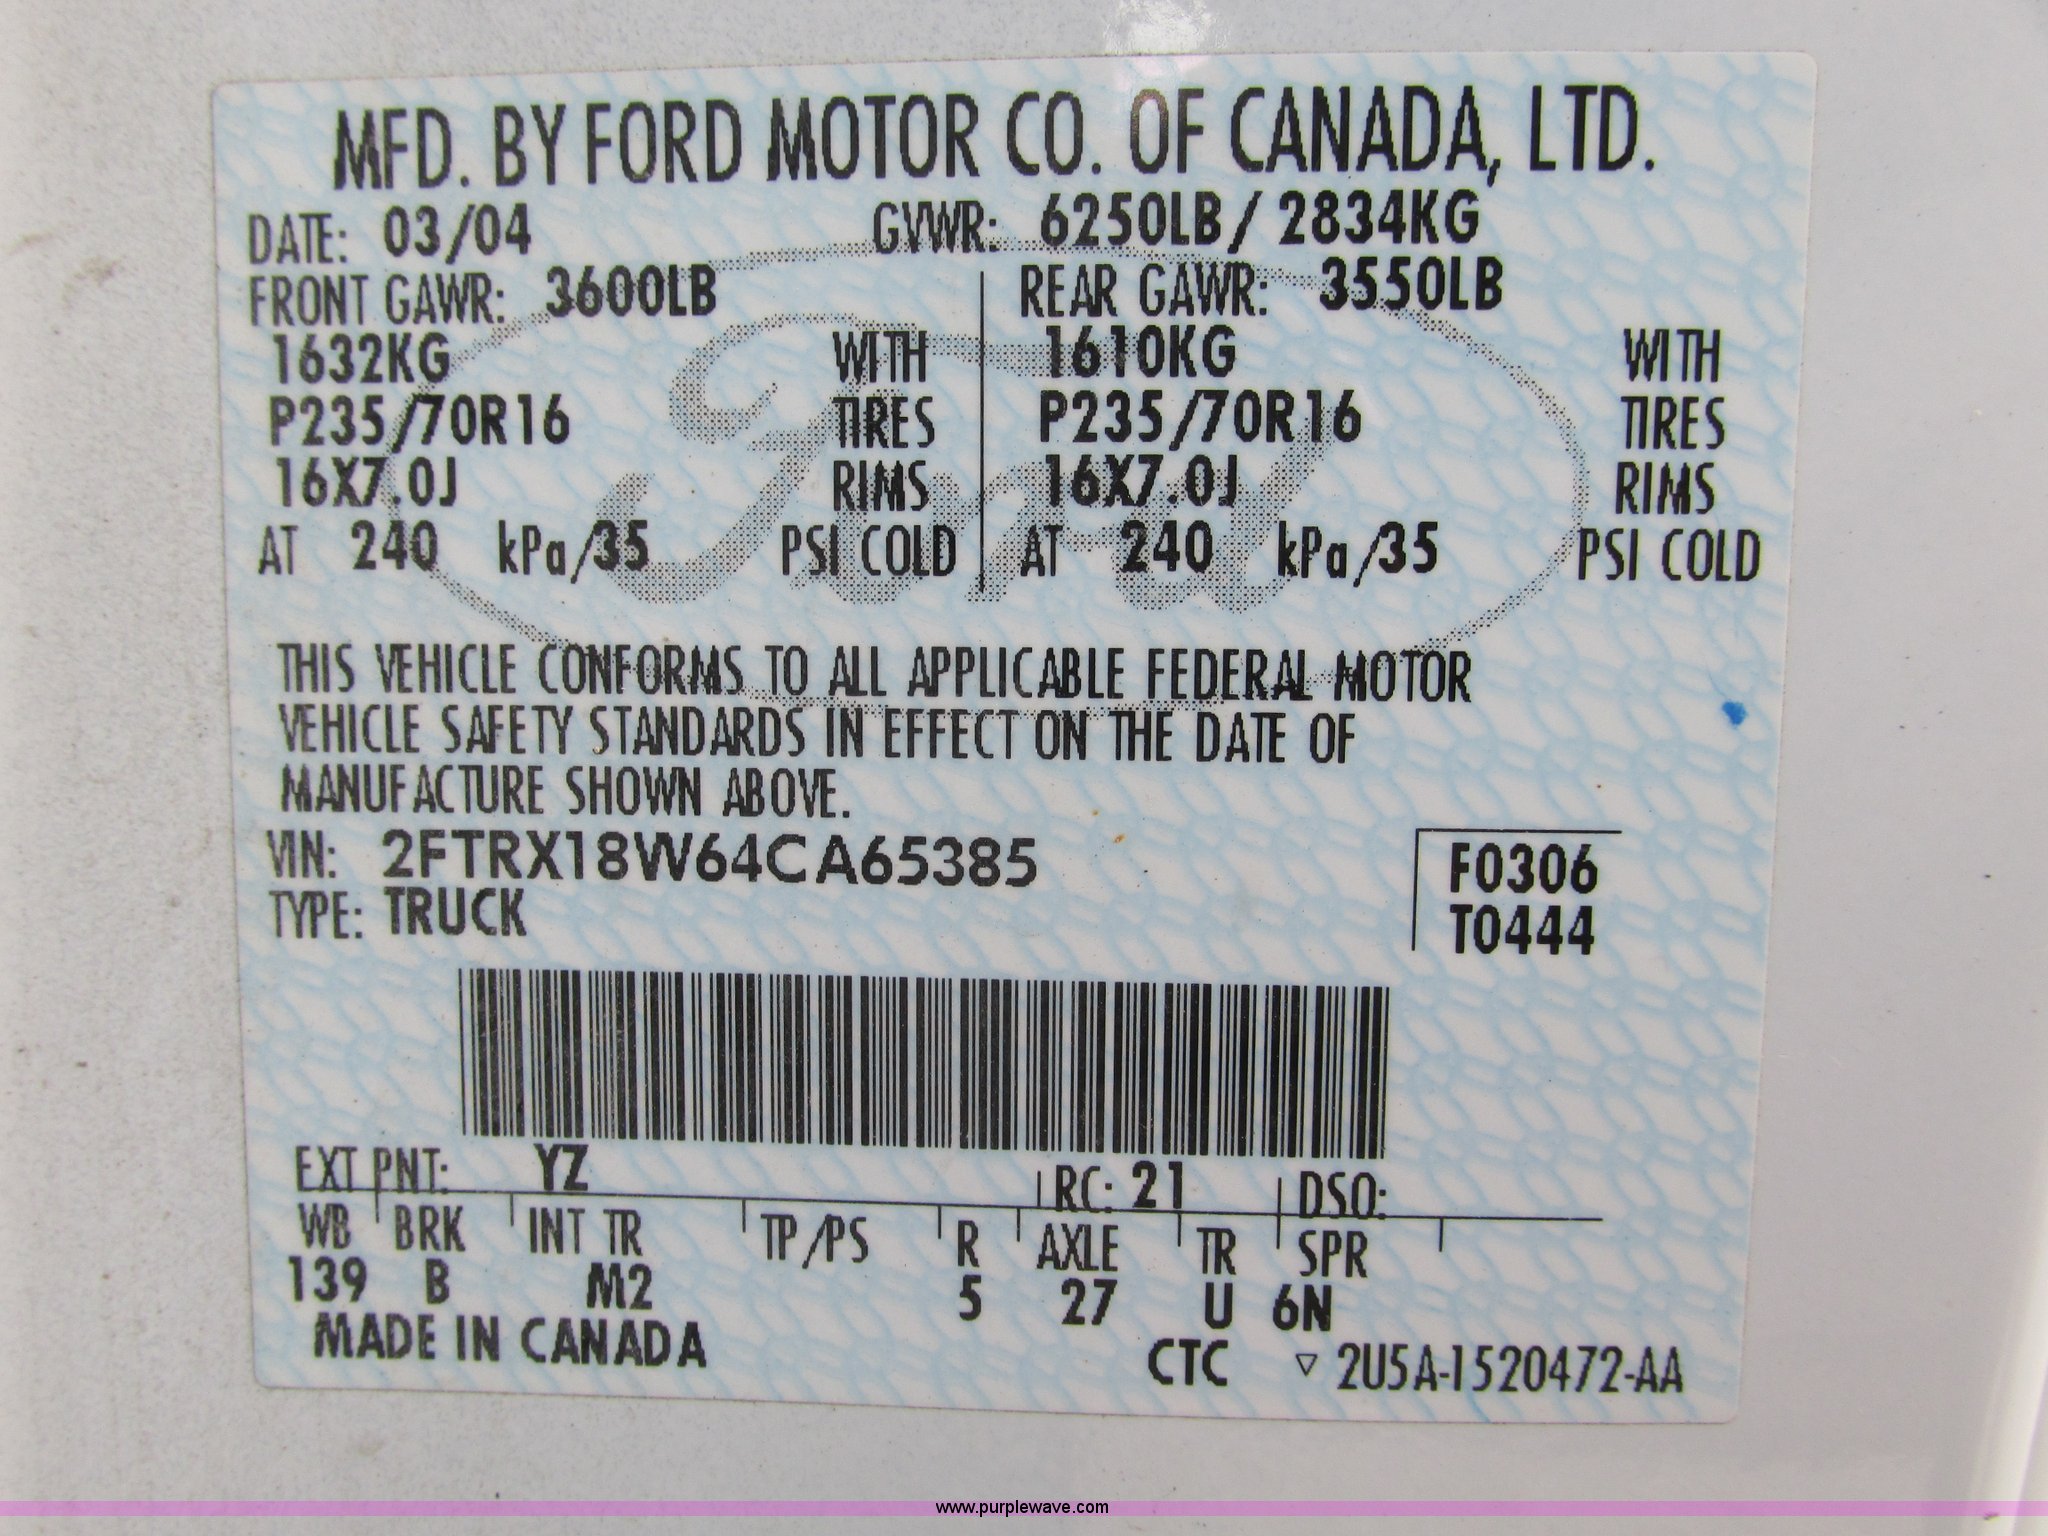 MFD. BY FORD MOTOR CO. OF CANADA, LTD.
DATE: 03/04 GVWR: 6250LB / 2834KG
FRONT GAWR: 3600LB REAR GAWR: 3550LB
1632KG WITH 1610KG WITH
P235/70R16 TIRES P235/70R16 TIRES
16X7.0J RIMS 16X7.0J RIMS
AT 240 kPa/35 PSI COLD AT 240 kPa/35 PSI COLD
Ford
THIS VEHICLE CONFORMS TO ALL APPLICABLE FEDERAL MOTOR
VEHICLE SAFETY STANDARDS IN EFFECT ON THE DATE OF
MANUFACTURE SHOWN ABOVE.
VIN: 2FTRX18W64CA65385 F0306
TYPE: TRUCK T0444
EXT PNT: YZ RC: 21 DSO:
WB BRK INT TR TP/PS R AXLE TR SPR
139 B M2 5 27 U 6N
MADE IN CANADA
CTC ▽ 2U5A-1520472-AA
www.purplewave.com